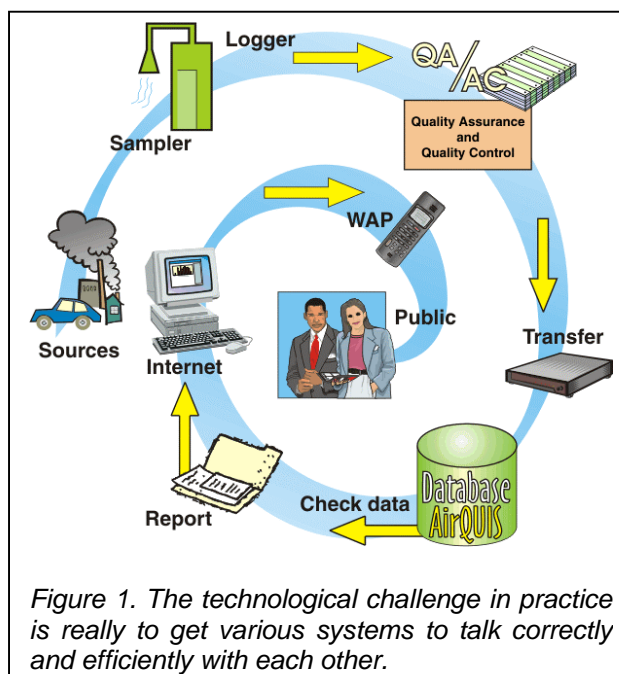 Logger
QA/AC
Quality Assurance
and
Quality Control
Sampler
WAP
Sources
Internet
Public
Transfer
Database
AirQUIS
Check data
Report
Figure 1. The technological challenge in practice
is really to get various systems to talk correctly
and efficiently with each other.